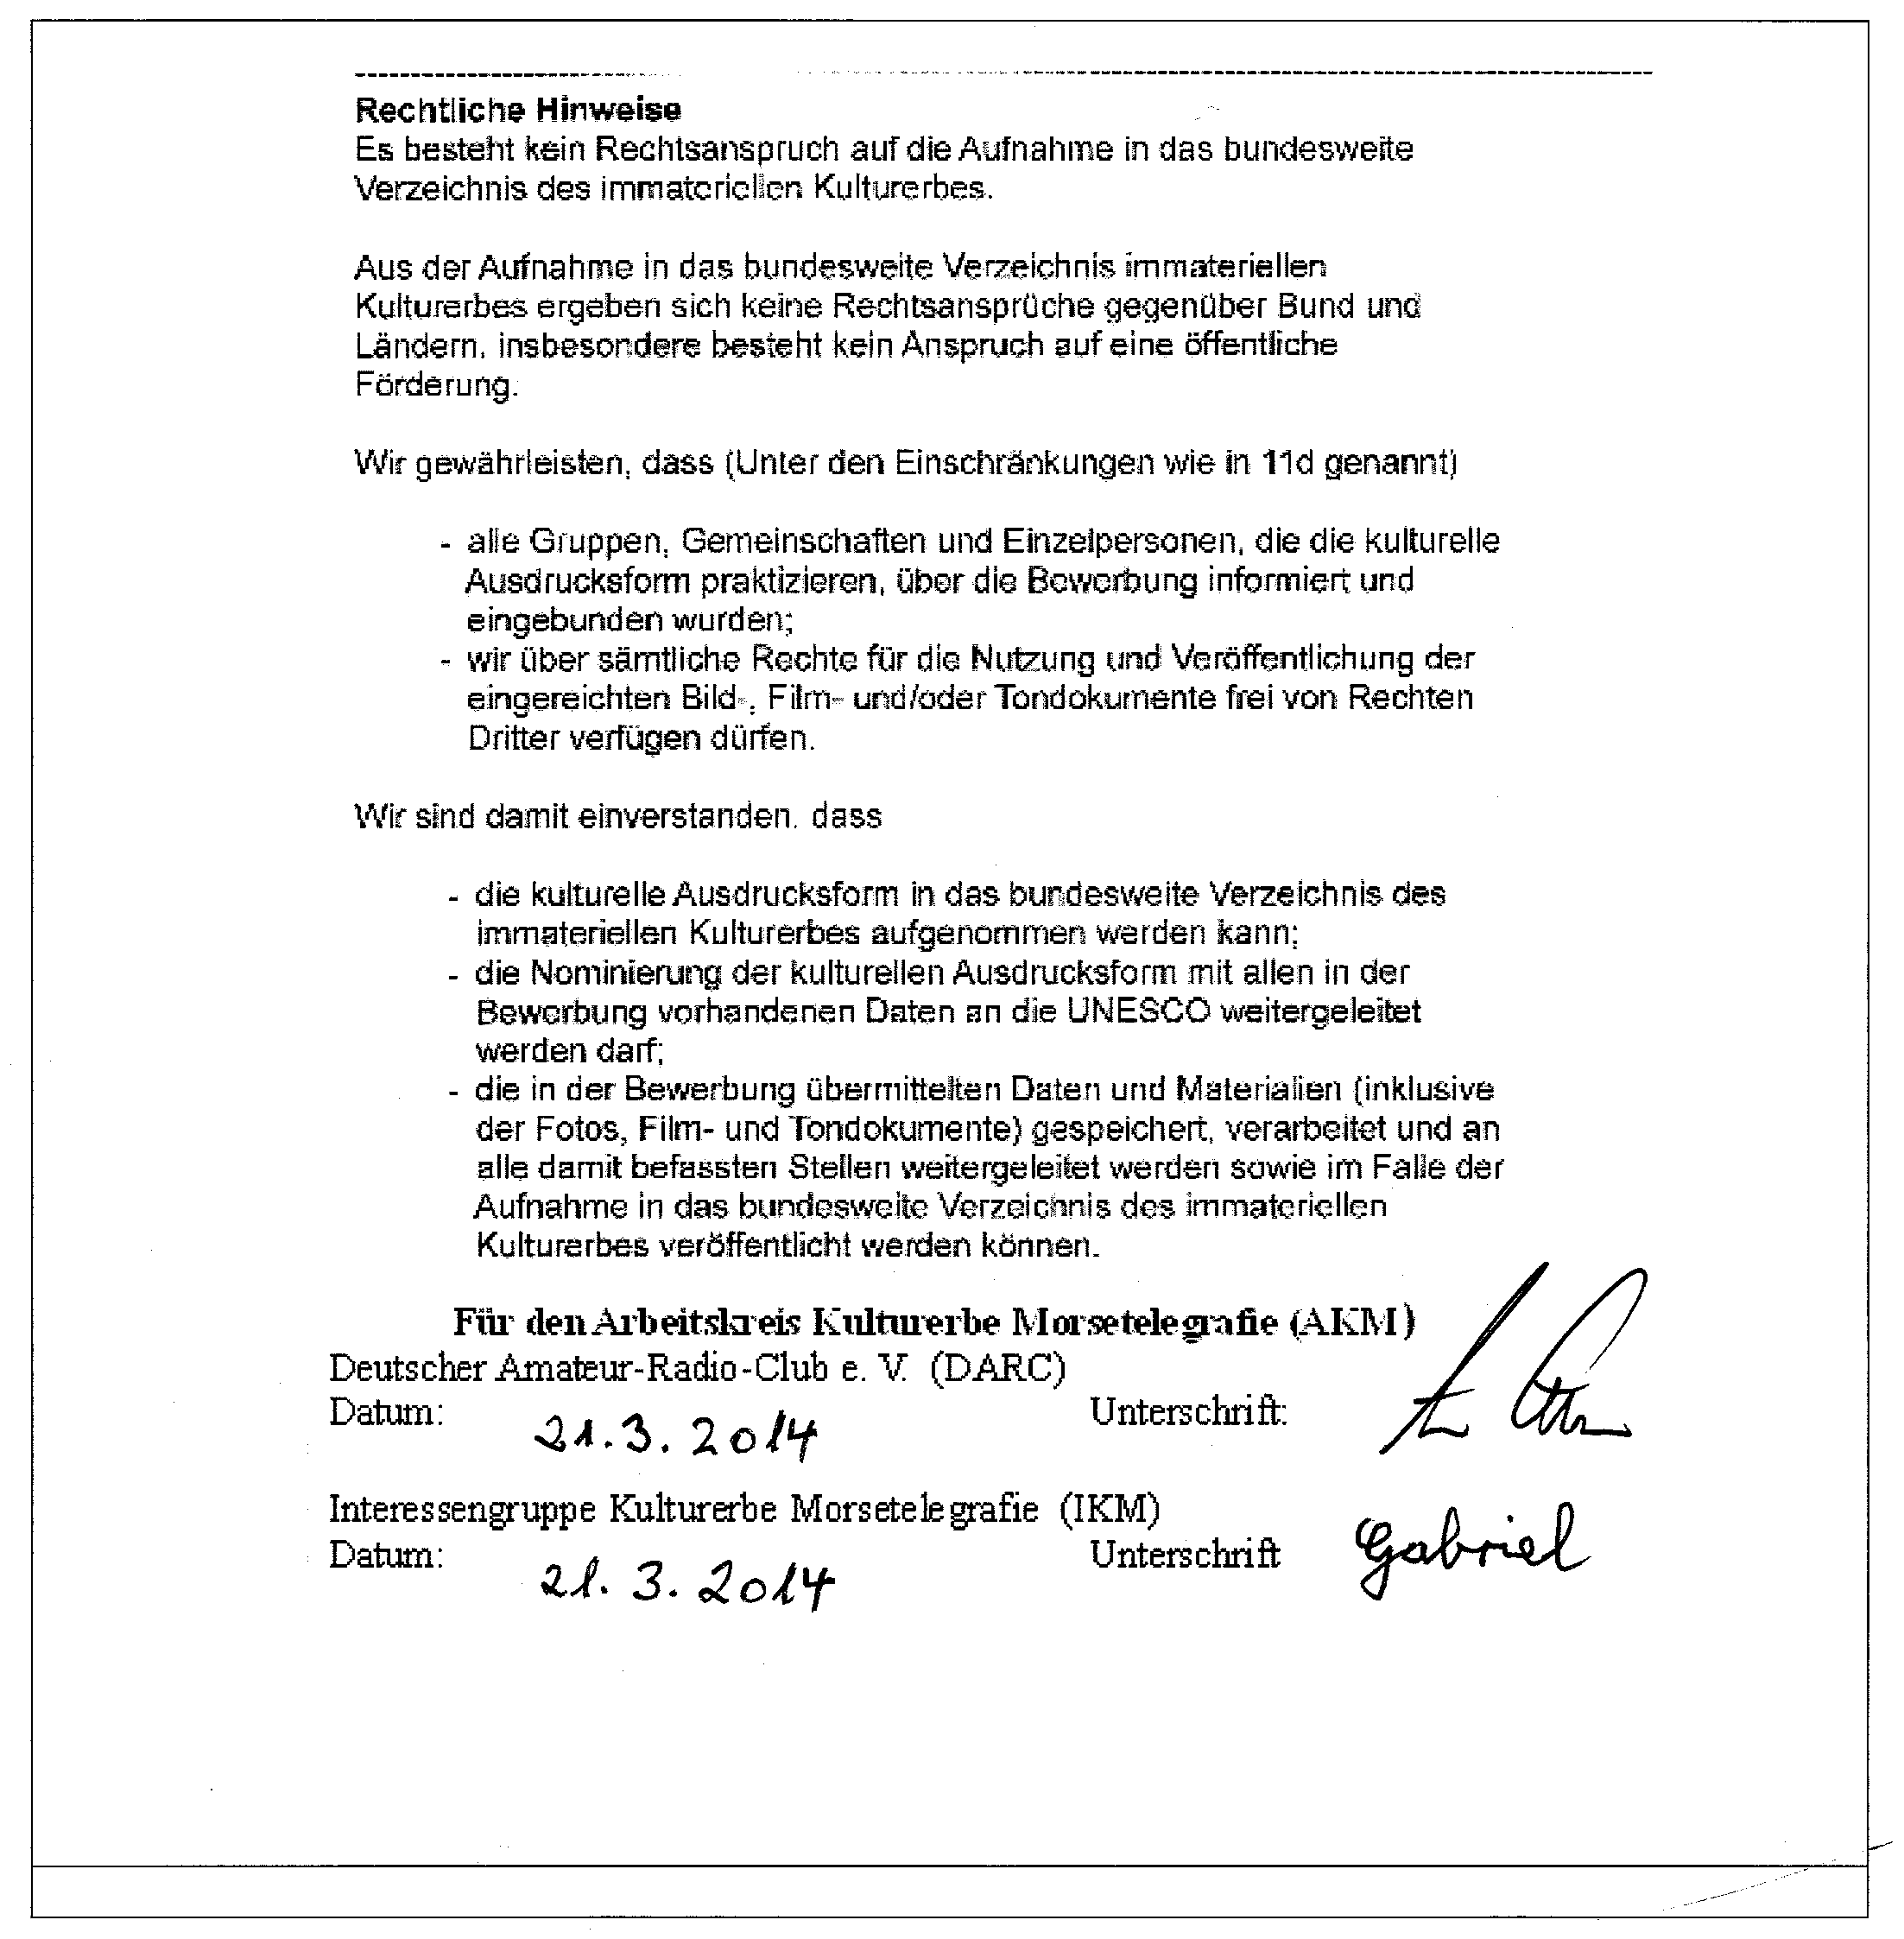 Rechtliche Hinweise
Es besteht kein Rechtsanspruch auf die Aufnahme in das bundesweite
Verzeichnis des immateriellen Kulturerbes.
Aus der Aufnahme in das bundesweite Verzeichnis immateriellen
Kulturerbes ergeben sich keine Rechtsansprüche gegenüber Bund und
Ländern, insbesondere besteht kein Anspruch auf eine öffentliche
Förderung.
Wir gewährleisten, dass (Unter den Einschränkungen wie in 11d genannt)
- alle Gruppen, Gemeinschaften und Einzelpersonen, die die kulturelle
Ausdrucksform praktizieren, über die Bewerbung informiert und
eingebunden wurden;
- wir über sämtliche Rechte für die Nutzung und Veröffentlichung der
eingereichten Bild-, Film- und/oder Tondokumente frei von Rechten
Dritter verfügen dürfen.
Wir sind damit einverstanden, dass
- die kulturelle Ausdrucksform in das bundesweite Verzeichnis des
immateriellen Kulturerbes aufgenommen werden kann;
- die Nominierung der kulturellen Ausdrucksform mit allen in der
Bewerbung vorhandenen Daten an die UNESCO weitergeleitet
werden darf;
- die in der Bewerbung übermittelten Daten und Materialien (inklusive
der Fotos, Film- und Tondokumente) gespeichert, verarbeitet und an
alle damit befassten Stellen weitergeleitet werden sowie im Falle der
Aufnahme in das bundesweite Verzeichnis des immateriellen
Kulturerbes veröffentlicht werden können.
Für den Arbeitskreis Kulturerbe Morsetelegrafie (AKM)
Deutscher Amateur-Radio-Club e. V. (DARC)
Datum: 21.3.2014 Unterschrift:
Interessengruppe Kulturerbe Morsetelegrafie (IKM)
Datum: 21.3.2014 Unterschrift Gabriel